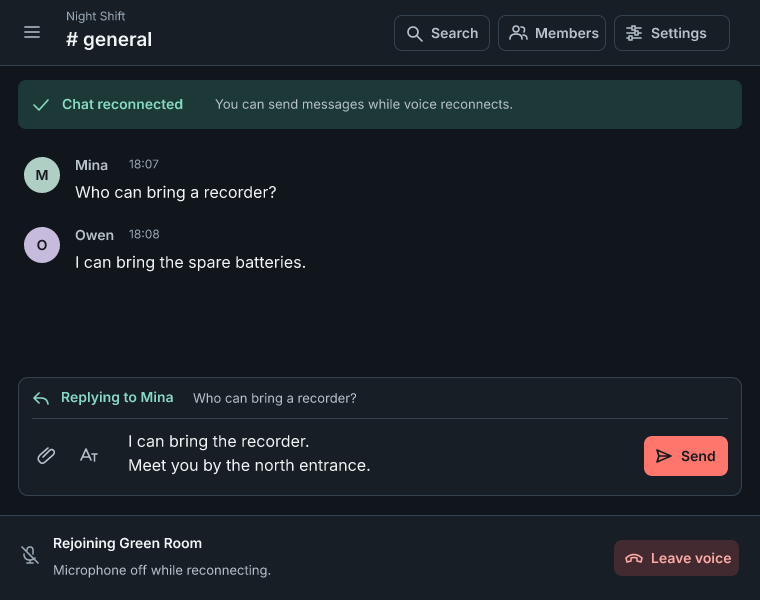 Night Shift
# general
Search
Members
Settings
Chat reconnected
You can send messages while voice reconnects.
M
Mina
18:07
Who can bring a recorder?
O
Owen
18:08
I can bring the spare batteries.
Replying to Mina
Who can bring a recorder?
I can bring the recorder.
Meet you by the north entrance.
Send
Rejoining Green Room
Microphone off while reconnecting.
Leave voice